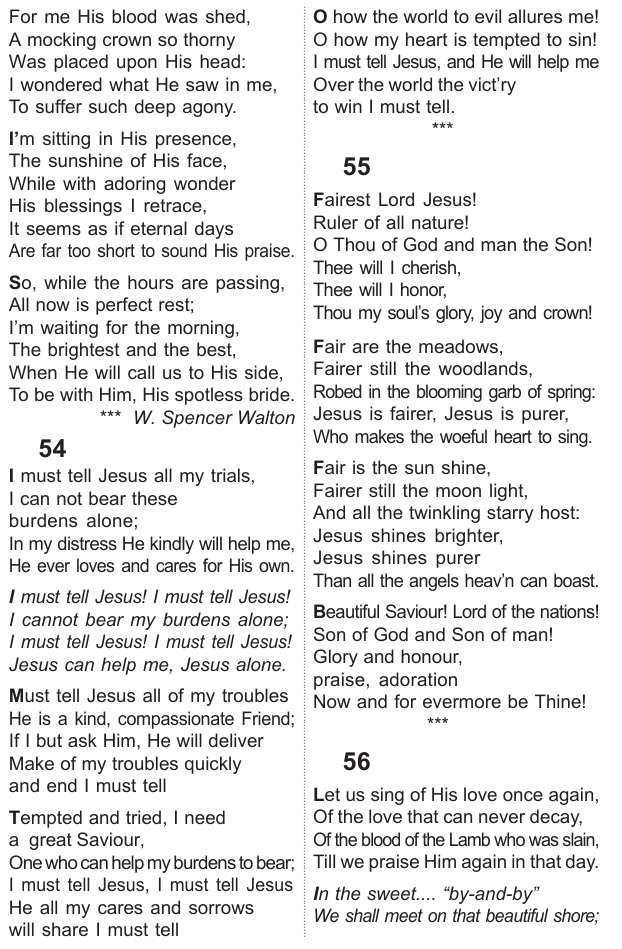 For me His blood was shed,
A mocking crown so thorny
Was placed upon His head:
I wondered what He saw in me,
To suffer such deep agony.
I'm sitting in His presence,
The sunshine of His face,
While with adoring wonder
His blessings I retrace,
It seems as if eternal days
Are far too short to sound His praise.
So, while the hours are passing,
All now is perfect rest;
I'm waiting for the morning,
The brightest and the best,
When He will call us to His side,
To be with Him, His spotless bride.
*** W. Spencer Walton
54
I must tell Jesus all my trials,
I can not bear these
burdens alone;
In my distress He kindly will help me,
He ever loves and cares for His own.
I must tell Jesus! I must tell Jesus!
I cannot bear my burdens alone;
I must tell Jesus! I must tell Jesus!
Jesus can help me, Jesus alone.
Must tell Jesus all of my troubles
He is a kind, compassionate Friend;
If I but ask Him, He will deliver
Make of my troubles quickly
and end I must tell
Tempted and tried, I need
a great Saviour,
One who can help my burdens to bear;
I must tell Jesus, I must tell Jesus
He all my cares and sorrows
will share I must tell
O how the world to evil allures me!
O how my heart is tempted to sin!
I must tell Jesus, and He will help me
Over the world the vict'ry
to win I must tell.
***
55
Fairest Lord Jesus!
Ruler of all nature!
O Thou of God and man the Son!
Thee will I cherish,
Thee will I honor,
Thou my soul's glory, joy and crown!
Fair are the meadows,
Fairer still the woodlands,
Robed in the blooming garb of spring:
Jesus is fairer, Jesus is purer,
Who makes the woeful heart to sing.
Fair is the sun shine,
Fairer still the moon light,
And all the twinkling starry host:
Jesus shines brighter,
Jesus shines purer
Than all the angels heav'n can boast.
Beautiful Saviour! Lord of the nations!
Son of God and Son of man!
Glory and honour,
praise, adoration
Now and for evermore be Thine!
***
56
Let us sing of His love once again,
Of the love that can never decay,
Of the blood of the Lamb who was slain,
Till we praise Him again in that day.
In the sweet.... “by-and-by”
We shall meet on that beautiful shore;